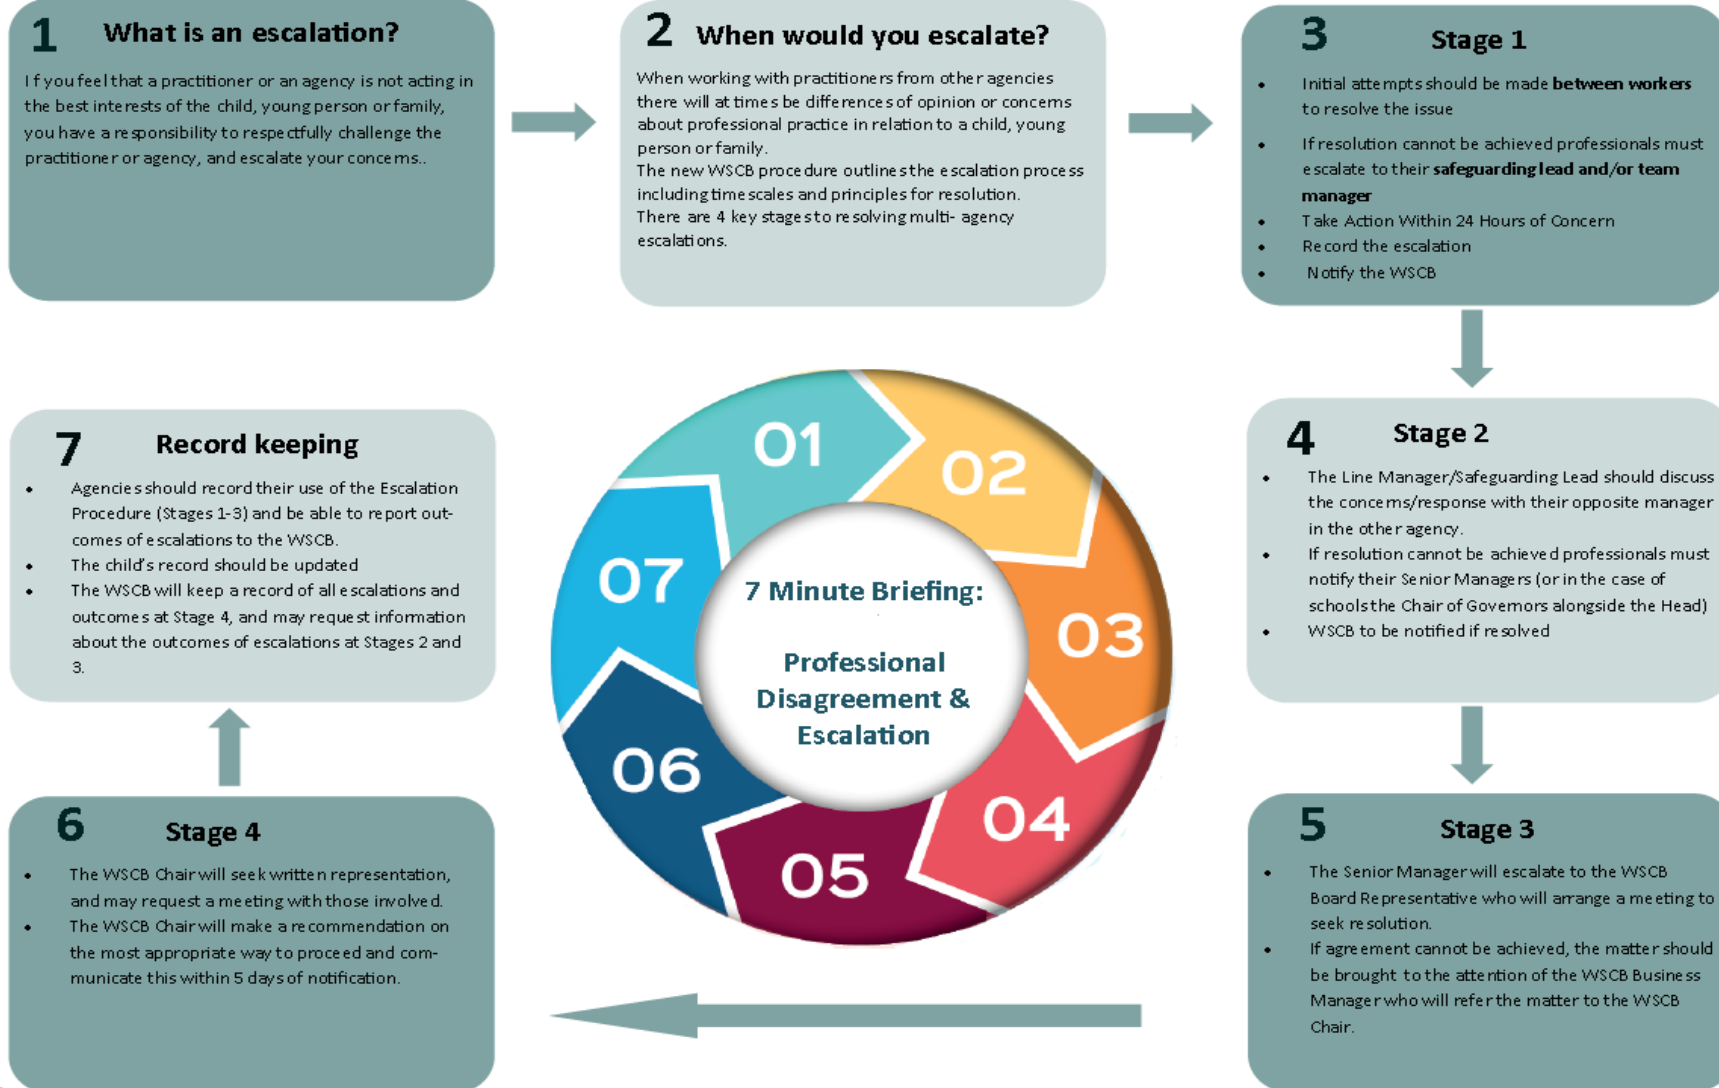 1 What is an escalation?
If you feel that a practitioner or an agency is not acting in
the best interests of the child, young person or family,
you have a responsibility to respectfully challenge the
practitioner or agency, and escalate your concerns..
2 When would you escalate?
When working with practitioners from other agencies
there will at times be differences of opinion or concerns
about professional practice in relation to a child, young
person or family.
The new WSCB procedure outlines the escalation process
including timescales and principles for resolution.
There are 4 key stages to resolving multi- agency
escalations.
3 Stage 1
• Initial attempts should be made between workers
to resolve the issue
• If resolution cannot be achieved professionals must
escalate to their safeguarding lead and/or team
manager
• Take Action Within 24 Hours of Concern
• Record the escalation
• Notify the WSCB
4 Stage 2
• The Line Manager/Safeguarding Lead should discuss
the concerns/response with their opposite manager
in the other agency.
• If resolution cannot be achieved professionals must
notify their Senior Managers (or in the case of
schools the Chair of Governors alongside the Head)
• WSCB to be notified if resolved
5 Stage 3
• The Senior Manager will escalate to the WSCB
Board Representative who will arrange a meeting to
seek resolution.
• If agreement cannot be achieved, the matter should
be brought to the attention of the WSCB Business
Manager who will refer the matter to the WSCB
Chair.
6 Stage 4
• The WSCB Chair will seek written representation,
and may request a meeting with those involved.
• The WSCB Chair will make a recommendation on
the most appropriate way to proceed and com-
municate this within 5 days of notification.
7 Record keeping
• Agencies should record their use of the Escalation
Procedure (Stages 1-3) and be able to report out-
comes of escalations to the WSCB.
• The child's record should be updated
• The WSCB will keep a record of all escalations and
outcomes at Stage 4, and may request information
about the outcomes of escalations at Stages 2 and
3.
01
02
03
04
05
06
07
7 Minute Briefing:
Professional
Disagreement &
Escalation